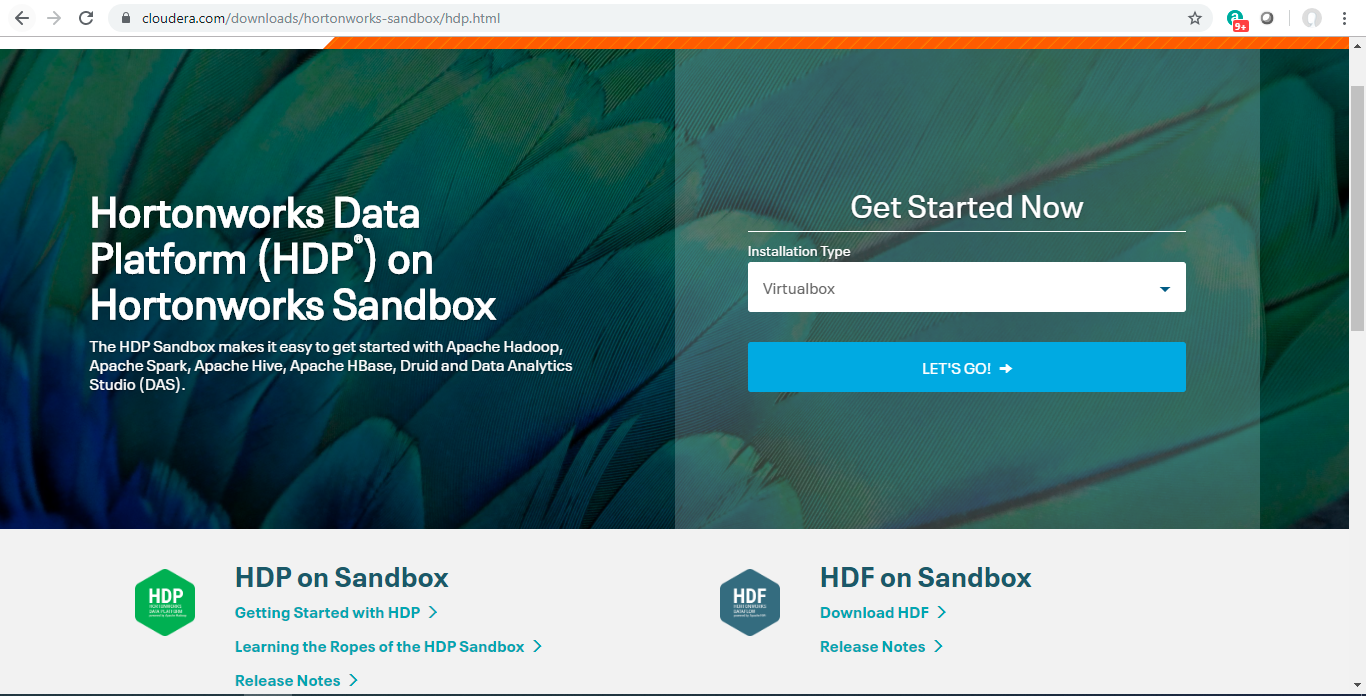 cloudera.com/downloads/hortonworks-sandbox/hdp.html
9+
Hortonworks Data
Platform (HDP®) on
Hortonworks Sandbox
The HDP Sandbox makes it easy to get started with Apache Hadoop,
Apache Spark, Apache Hive, Apache HBase, Druid and Data Analytics
Studio (DAS).
Get Started Now
Installation Type
Virtualbox
LET'S GO!
HDP
HDP on Sandbox
Getting Started with HDP
Learning the Ropes of the HDP Sandbox
Release Notes
HDF
HDF on Sandbox
Download HDF
Release Notes